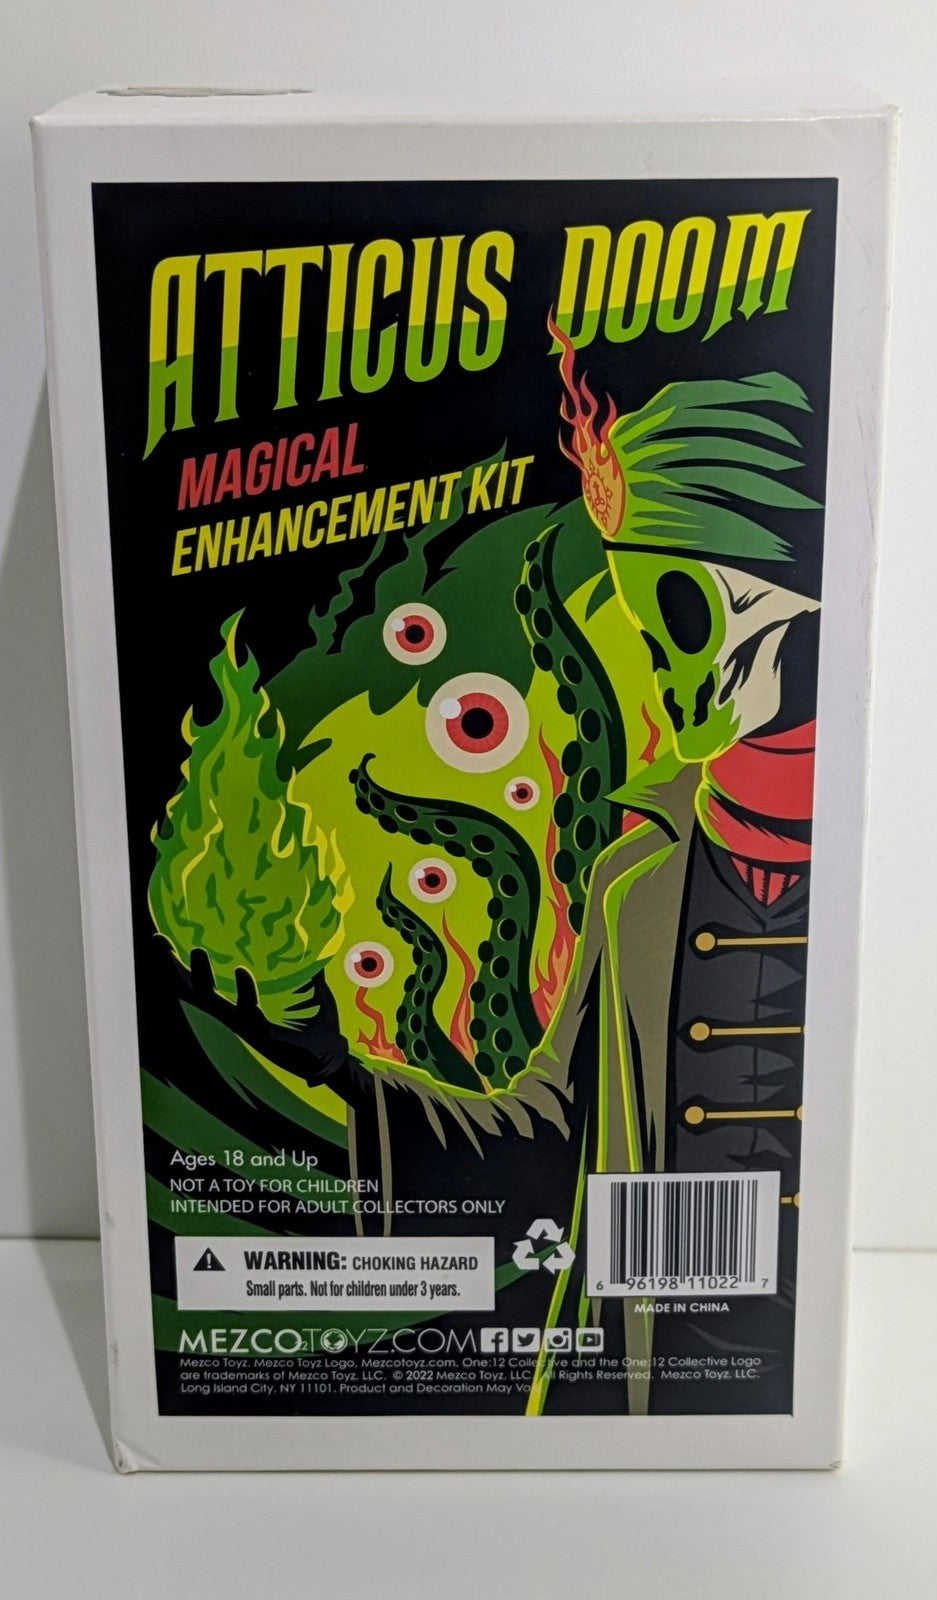 ATTICUS DOOM
MAGICAL
ENHANCEMENT KIT
Ages 18 and Up
NOT A TOY FOR CHILDREN
INTENDED FOR ADULT COLLECTORS ONLY
WARNING: CHOKING HAZARD
Small parts. Not for children under 3 years.
6 96198 11022 7
MADE IN CHINA
MEZCOTOYZ.COM
Mezco Toyz, Mezco Toyz Logo, Mezcotoyz.com, One:12 Collective and the One:12 Collective Logo
are trademarks of Mezco Toyz, LLC. © 2022 Mezco Toyz, LLC All Rights Reserved. Mezco Toyz, LLC.
Long Island City, NY 11101. Product and Decoration May